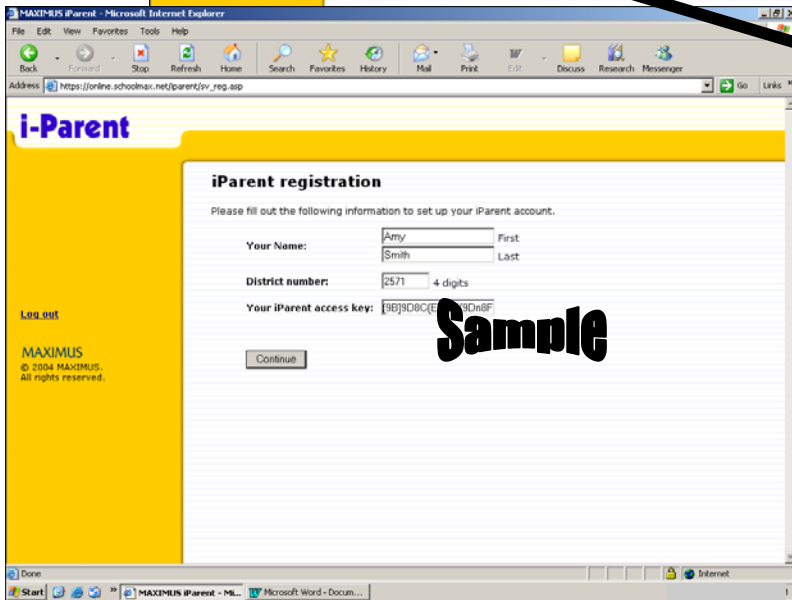 MAXIMUS iParent - Microsoft Internet Explorer
File Edit View Favorites Tools Help
Back Forward Stop Refresh Home Search Favorites History Mail Print Edit Discuss Research Messenger
Address https://online.schoolmax.net/iparent/sv_reg.asp Go Links »
i-Parent
iParent registration
Please fill out the following information to set up your iParent account.
Your Name: Amy First
Smith Last
District number: 2571 4 digits
Your iParent access key:
Sample
Log out
Continue
MAXIMUS
© 2004 MAXIMUS.
All rights reserved.
Done Internet
Start » MAXIMUS iParent - Mi... Microsoft Word - Docum...